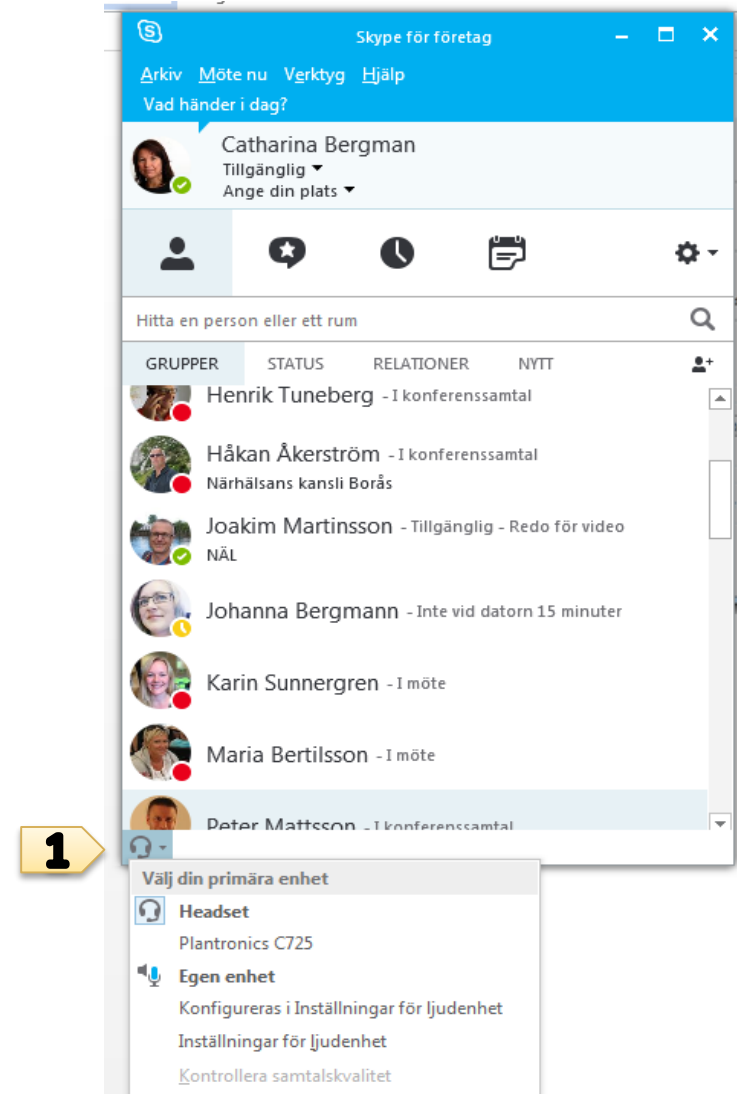 Skype för företag
Arkiv Möte nu Verktyg Hjälp
Vad händer i dag?
Catharina Bergman
Tillgänglig
Ange din plats
Hitta en person eller ett rum
GRUPPER STATUS RELATIONER NYTT
Henrik Tuneberg - I konferenssamtal
Håkan Åkerström - I konferenssamtal
Närhälsans kansli Borås
Joakim Martinsson - Tillgänglig - Redo för video
NÄL
Johanna Bergmann - Inte vid datorn 15 minuter
Karin Sunnergren - I möte
Maria Bertilsson - I möte
Peter Mattsson - I konferenssamtal
1
Välj din primära enhet
Headset
Plantronics C725
Egen enhet
Konfigureras i Inställningar för ljudenhet
Inställningar för ljudenhet
Kontrollera samtalskvalitet